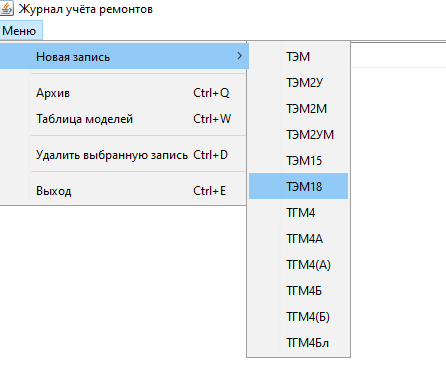 Журнал учёта ремонтов
Меню
Новая запись
Архив Ctrl+Q
Таблица моделей Ctrl+W
Удалить выбранную запись Ctrl+D
Выход Ctrl+E
ТЭМ
ТЭМ2У
ТЭМ2М
ТЭМ2УМ
ТЭМ15
ТЭМ18
ТГМ4
ТГМ4А
ТГМ4(А)
ТГМ4Б
ТГМ4(Б)
ТГМ4Бл